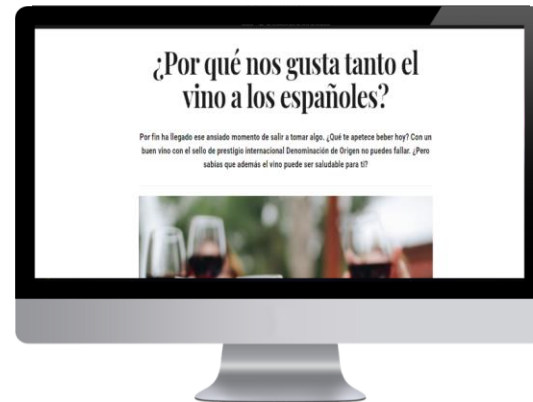 ¿Por qué nos gusta tanto el
vino a los españoles?
Por fin ha llegado ese ansiado momento de salir a tomar algo. ¿Qué te apetece beber hoy? Con un
buen vino con el sello de prestigio internacional Denominación de Origen no puedes fallar. ¿Pero
sabías que además el vino puede ser saludable para ti?